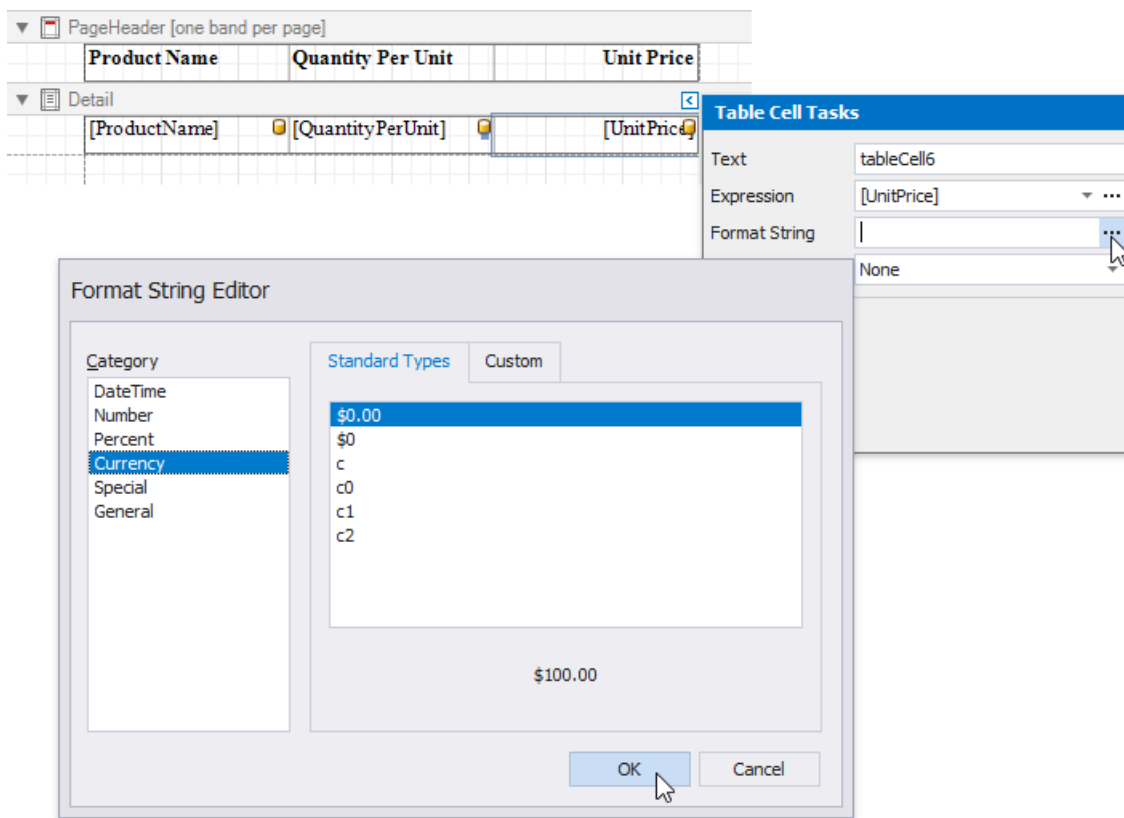 PageHeader [one band per page]
Product Name Quantity Per Unit Unit Price
Detail
[ProductName] [QuantityPerUnit] [UnitPrice]
Table Cell Tasks
Text tableCell6
Expression [UnitPrice] ...
Format String ...
None
Format String Editor
Category
DateTime
Number
Percent
Currency
Special
General
Standard Types Custom
$0.00
$0
c
c0
c1
c2
$100.00
OK Cancel